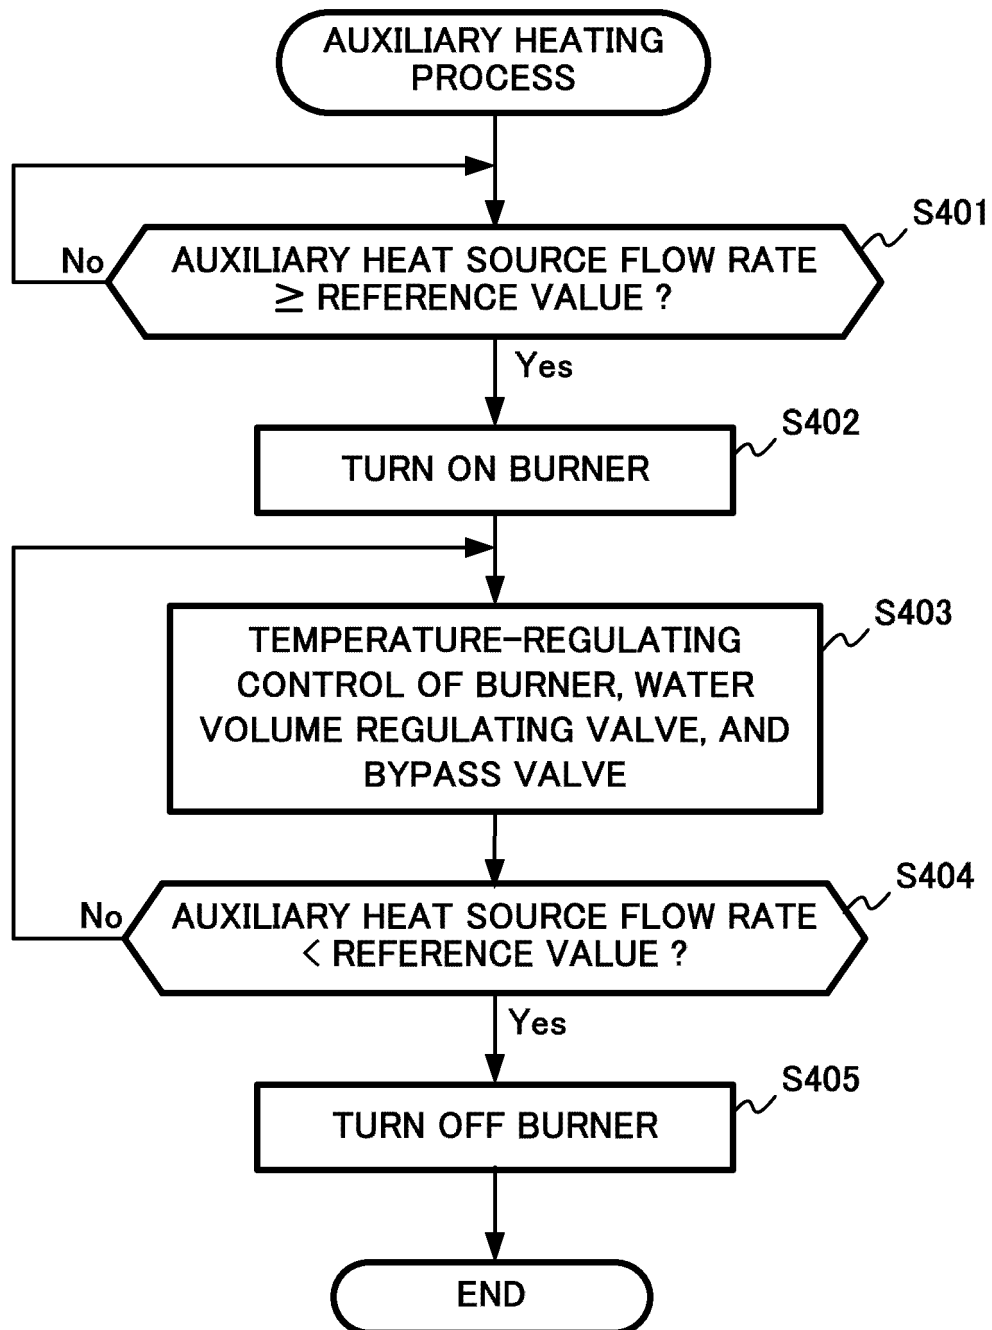 AUXILIARY HEATING
PROCESS
S401
No
AUXILIARY HEAT SOURCE FLOW RATE
≥ REFERENCE VALUE ?
Yes
S402
TURN ON BURNER
S403
TEMPERATURE-REGULATING
CONTROL OF BURNER, WATER
VOLUME REGULATING VALVE, AND
BYPASS VALVE
S404
No
AUXILIARY HEAT SOURCE FLOW RATE
< REFERENCE VALUE ?
Yes
S405
TURN OFF BURNER
END